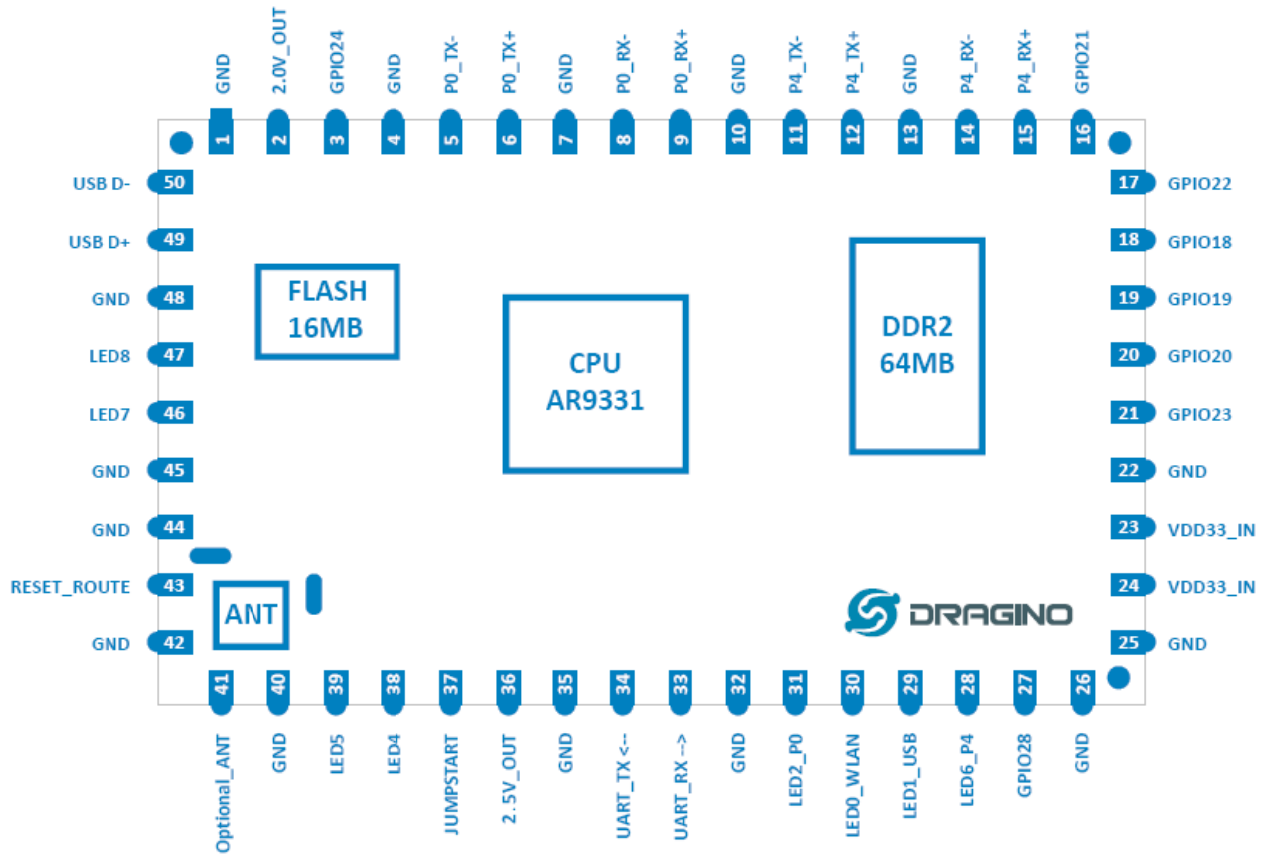 GND
2.0V_OUT
GPIO24
GND
P0_TX-
P0_TX+
GND
P0_RX-
P0_RX+
GND
P4_TX-
P4_TX+
GND
P4_RX-
P4_RX+
GPIO21
1 2 3 4 5 6 7 8 9 10 11 12 13 14 15 16
USB D- 50
17 GPIO22
USB D+ 49
18 GPIO18
GND 48
19 GPIO19
LED8 47
20 GPIO20
LED7 46
21 GPIO23
GND 45
22 GND
GND 44
23 VDD33_IN
RESET_ROUTE 43
24 VDD33_IN
GND 42
25 GND
FLASH
16MB
CPU
AR9331
DDR2
64MB
ANT
DRAGINO
41 40 39 38 37 36 35 34 33 32 31 30 29 28 27 26
Optional_ANT
GND
LED5
LED4
JUMPSTART
2.5V_OUT
GND
UART_TX <--
UART_RX -->
GND
LED2_P0
LED0_WLAN
LED1_USB
LED6_P4
GPIO28
GND